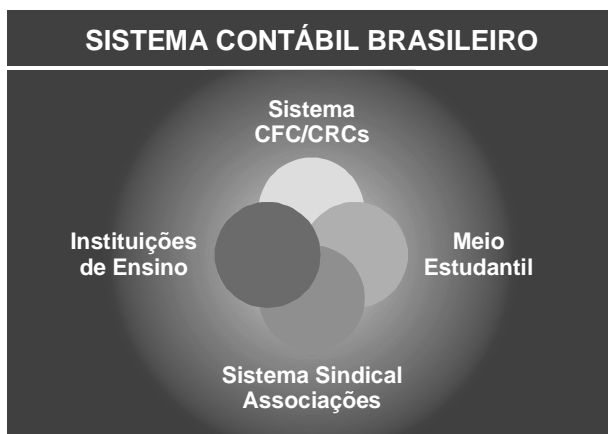 SISTEMA CONTÁBIL BRASILEIRO
Sistema
CFC/CRCs
Instituições
de Ensino
Meio
Estudantil
Sistema Sindical
Associações